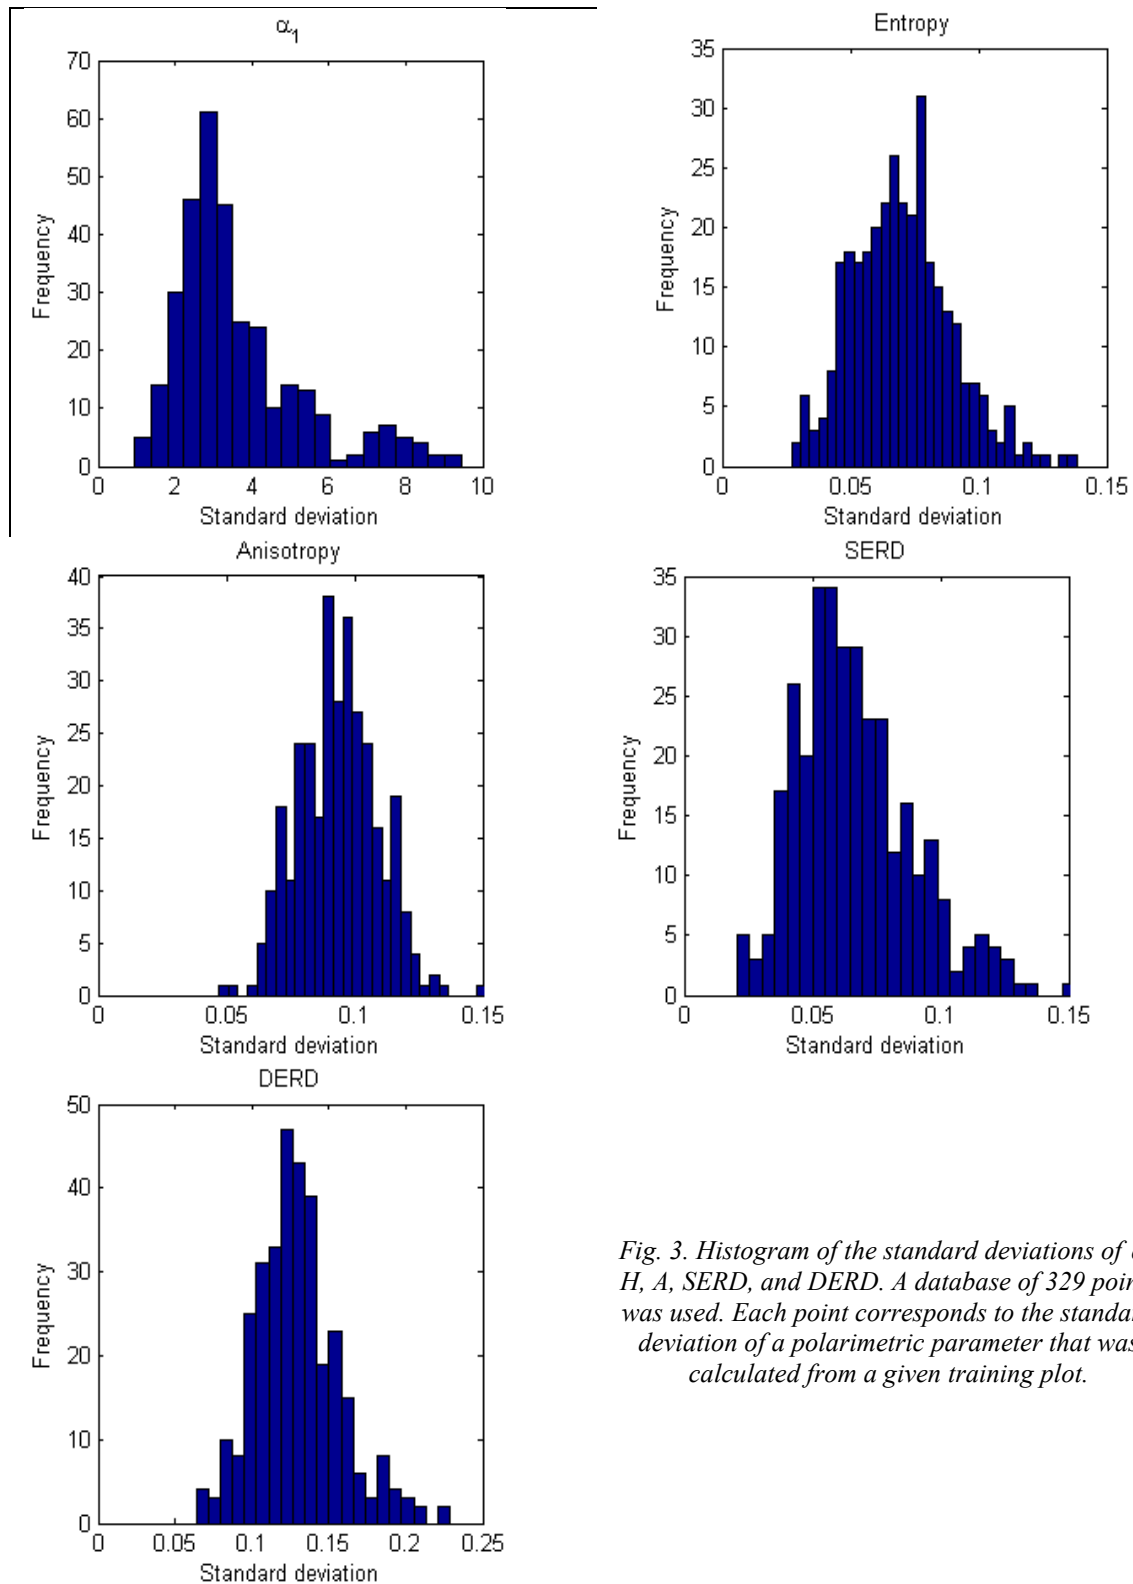 α1
70
60
50
40
30
20
10
0
Frequency
0 2 4 6 8 10
Standard deviation
Entropy
35
30
25
20
15
10
5
0
Frequency
0 0.05 0.1 0.15
Standard deviation
Anisotropy
40
35
30
25
20
15
10
5
0
Frequency
0 0.05 0.1 0.15
Standard deviation
SERD
35
30
25
20
15
10
5
0
Frequency
0 0.05 0.1 0.15
Standard deviation
DERD
50
40
30
20
10
0
Frequency
0 0.05 0.1 0.15 0.2 0.25
Standard deviation
Fig. 3. Histogram of the standard deviations of
H, A, SERD, and DERD. A database of 329 poin
was used. Each point corresponds to the standa
deviation of a polarimetric parameter that was
calculated from a given training plot.